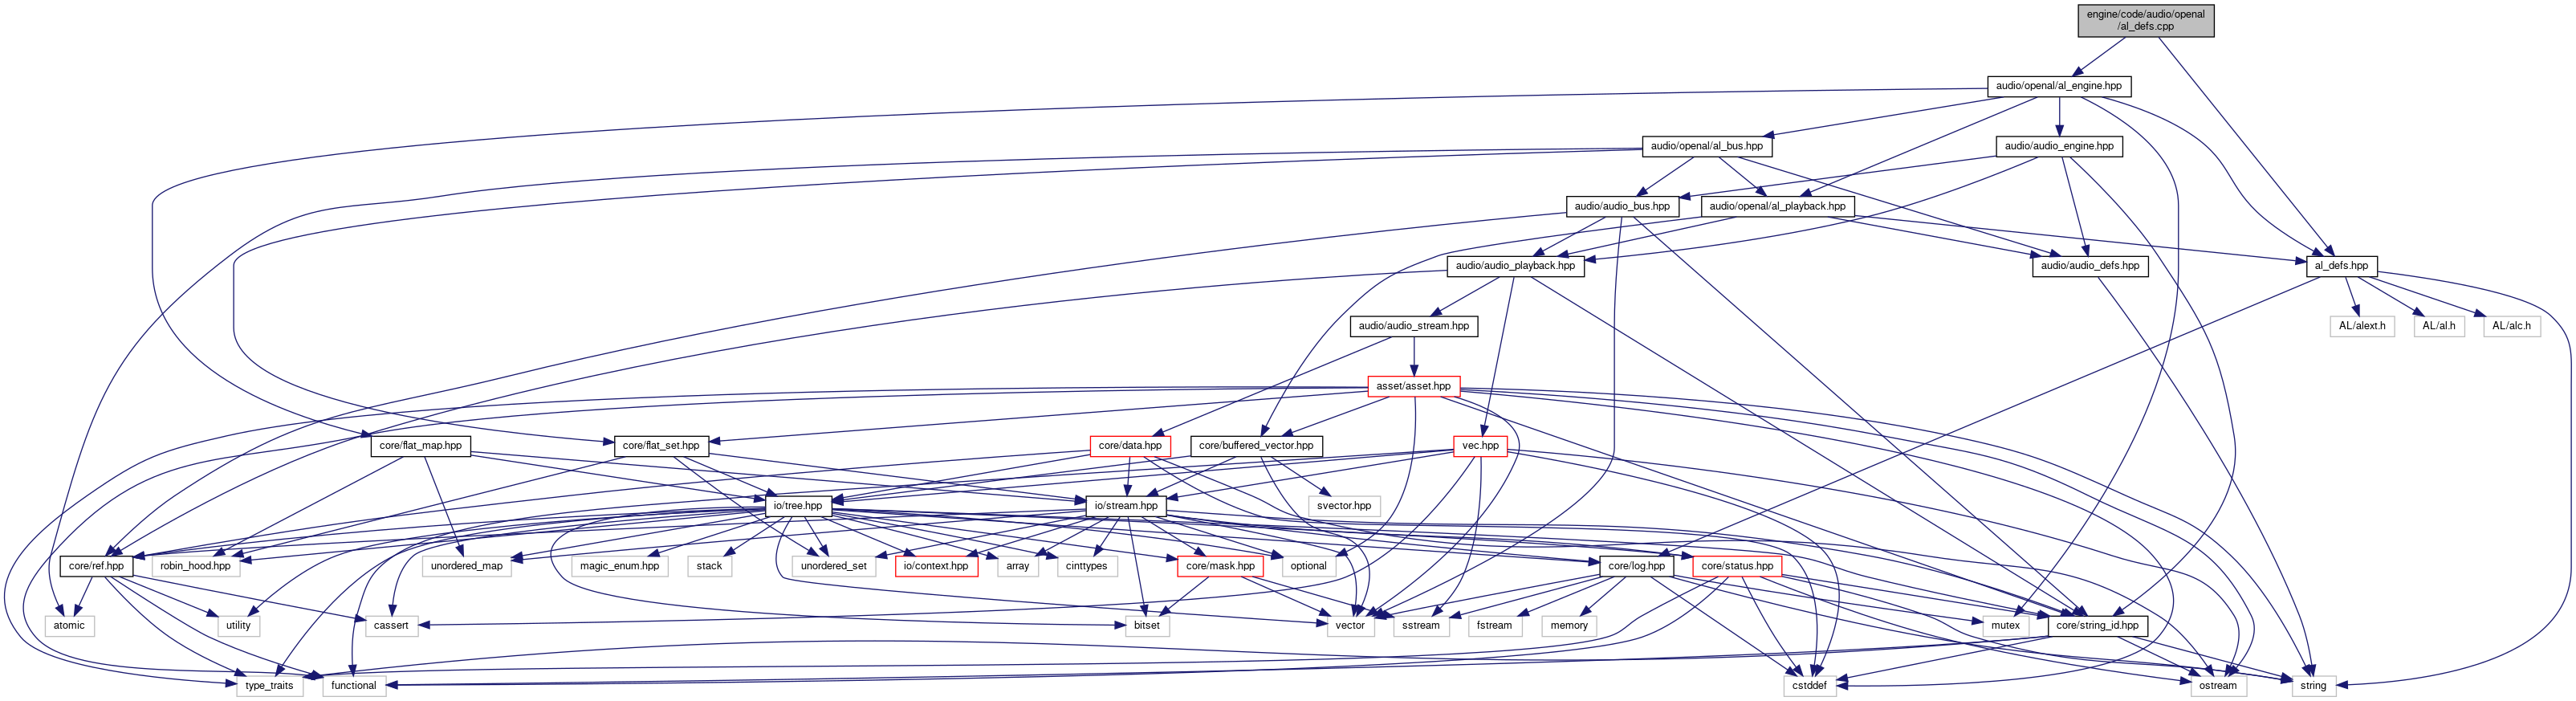 engine/code/audio/openal
/al_defs.cpp
audio/openal/al_engine.hpp
audio/openal/al_bus.hpp
audio/audio_engine.hpp
audio/audio_bus.hpp
audio/openal/al_playback.hpp
audio/audio_playback.hpp
audio/audio_defs.hpp
al_defs.hpp
audio/audio_stream.hpp
AL/alext.h
AL/al.h
AL/alc.h
asset/asset.hpp
core/flat_map.hpp
core/flat_set.hpp
core/data.hpp
core/buffered_vector.hpp
vec.hpp
io/tree.hpp
io/stream.hpp
svector.hpp
core/ref.hpp
robin_hood.hpp
unordered_map
magic_enum.hpp
stack
unordered_set
io/context.hpp
array
cinttypes
core/mask.hpp
optional
core/log.hpp
core/status.hpp
atomic
utility
cassert
bitset
vector
sstream
fstream
memory
mutex
core/string_id.hpp
type_traits
functional
cstddef
ostream
string